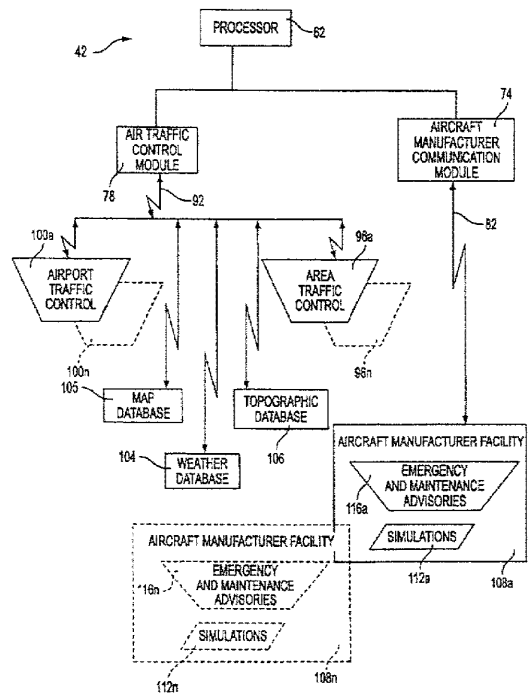 PROCESSOR
62
42
74
AIR TRAFFIC
CONTROL
MODULE
AIRCRAFT
MANUFACTURER
COMMUNICATION
MODULE
78
92
82
100a
98a
AIRPORT
TRAFFIC
CONTROL
AREA
TRAFFIC
CONTROL
100n
98n
105
MAP
DATABASE
TOPOGRAPHIC
DATABASE
106
104
WEATHER
DATABASE
AIRCRAFT MANUFACTURER FACILITY
EMERGENCY
AND MAINTENANCE
ADVISORIES
116a
SIMULATIONS
112a
108a
AIRCRAFT MANUFACTURER FACILITY
116n
EMERGENCY
AND MAINTENANCE
ADVISORIES
SIMULATIONS
112n
108n